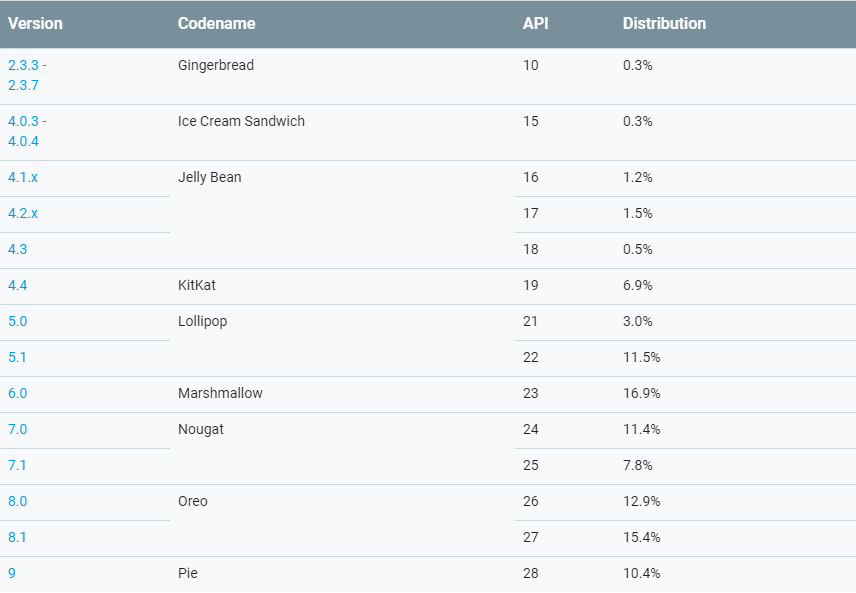 Version Codename API Distribution
2.3.3 - Gingerbread 10 0.3%
2.3.7
4.0.3 - Ice Cream Sandwich 15 0.3%
4.0.4
4.1.x Jelly Bean 16 1.2%
4.2.x 17 1.5%
4.3 18 0.5%
4.4 KitKat 19 6.9%
5.0 Lollipop 21 3.0%
5.1 22 11.5%
6.0 Marshmallow 23 16.9%
7.0 Nougat 24 11.4%
7.1 25 7.8%
8.0 Oreo 26 12.9%
8.1 27 15.4%
9 Pie 28 10.4%